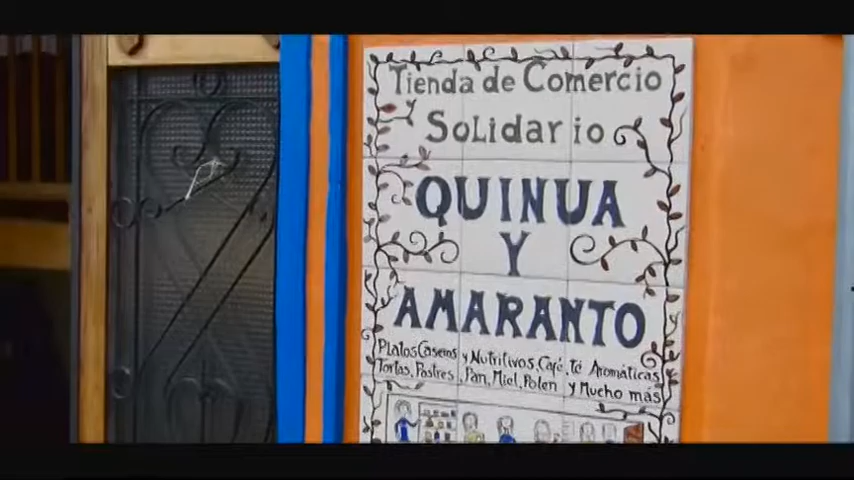 Tienda de Comercio
SOLIDARIO
QUINUA
Y
AMARANTO
PLATOS CASEROS Y NUTRITIVOS, CAFÉ, TÉ AROMÁTICAS
TORTAS, POSTRES, PAN, MIEL, POLEN Y MUCHO MÁS